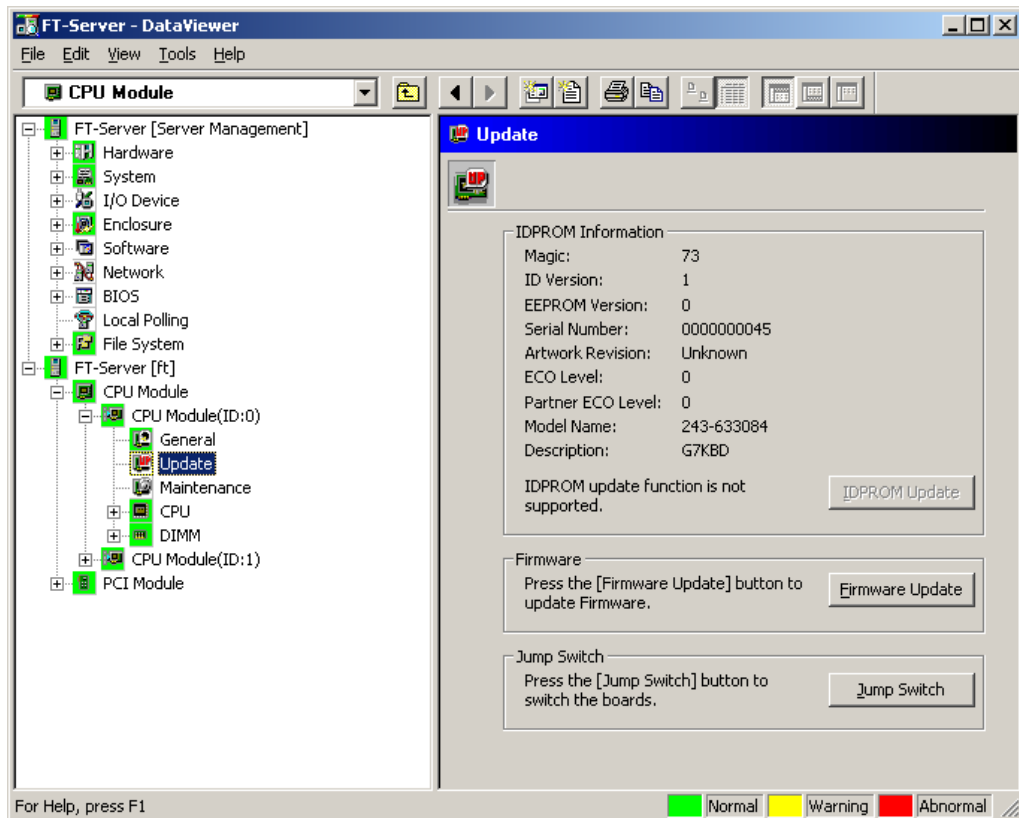 FT-Server - DataViewer
File Edit View Tools Help
CPU Module
FT-Server [Server Management]
Hardware
System
I/O Device
Enclosure
Software
Network
BIOS
Local Polling
File System
FT-Server [ft]
CPU Module
CPU Module(ID:0)
General
Update
Maintenance
CPU
DIMM
CPU Module(ID:1)
PCI Module
Update
IDPROM Information
Magic: 73
ID Version: 1
EEPROM Version: 0
Serial Number: 0000000045
Artwork Revision: Unknown
ECO Level: 0
Partner ECO Level: 0
Model Name: 243-633084
Description: G7KBD
IDPROM update function is not
supported.
IDPROM Update
Firmware
Press the [Firmware Update] button to
update Firmware.
Firmware Update
Jump Switch
Press the [Jump Switch] button to
switch the boards.
Jump Switch
For Help, press F1
Normal Warning Abnormal